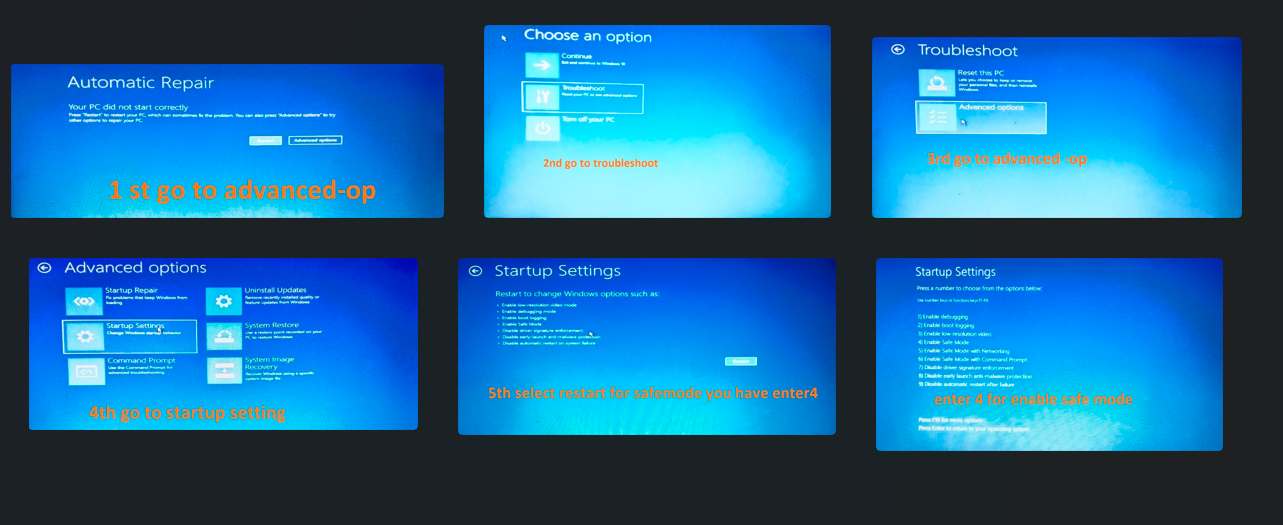 Automatic Repair
Your PC did not start correctly
Press "Restart" to restart your PC, which can sometimes fix the problem. You can also press "Advanced options" to try
other options to repair your PC.
Restart
Advanced options
1 st go to advanced-op
Choose an option
Continue
Exit and continue to Windows 10
Troubleshoot
Reset your PC or see advanced options
Turn off your PC
2nd go to troubleshoot
Troubleshoot
Reset this PC
Lets you choose to keep or remove
your personal files, and then reinstalls
Windows.
Advanced options
3rd go to advanced -op
Advanced options
Startup Repair
Fix problems that keep Windows from
loading
Uninstall Updates
Remove recently installed quality or
feature updates from Windows
Startup Settings
Change Windows startup behavior
System Restore
Use a restore point recorded on your
PC to restore Windows
Command Prompt
Use the Command Prompt for
advanced troubleshooting
System Image
Recovery
Recover Windows using a specific
system image file
4th go to startup setting
Startup Settings
Restart to change Windows options such as:
Enable low-resolution video mode
Enable debugging mode
Enable boot logging
Enable Safe Mode
Disable driver signature enforcement
Disable early-launch anti-malware protection
Disable automatic restart on system failure
Restart
5th select restart for safemode you have enter4
Startup Settings
Press a number to choose from the options below:
Use number keys or functions keys F1-F9.
1) Enable debugging
2) Enable boot logging
3) Enable low-resolution video
4) Enable Safe Mode
5) Enable Safe Mode with Networking
6) Enable Safe Mode with Command Prompt
7) Disable driver signature enforcement
8) Disable early launch anti-malware protection
9) Disable automatic restart after failure
enter 4 for enable safe mode
Press F10 for more options
Press Enter to return to your operating system